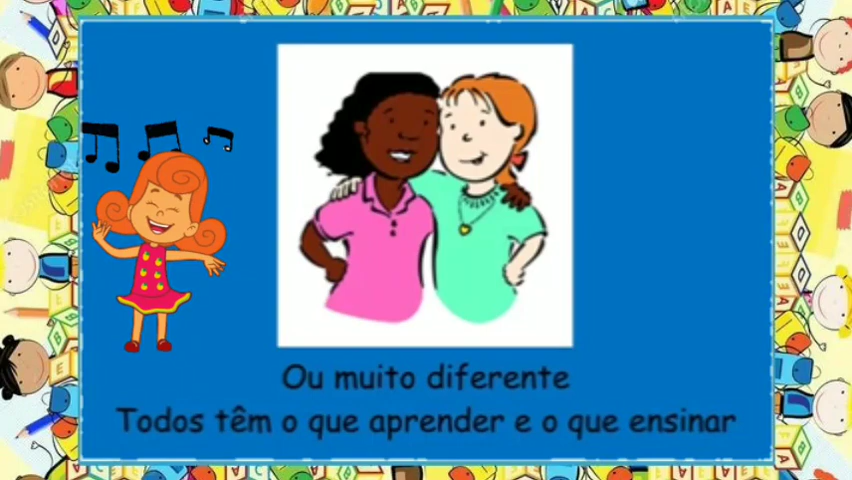 Ou muito diferente
Todos têm o que aprender e o que ensinar